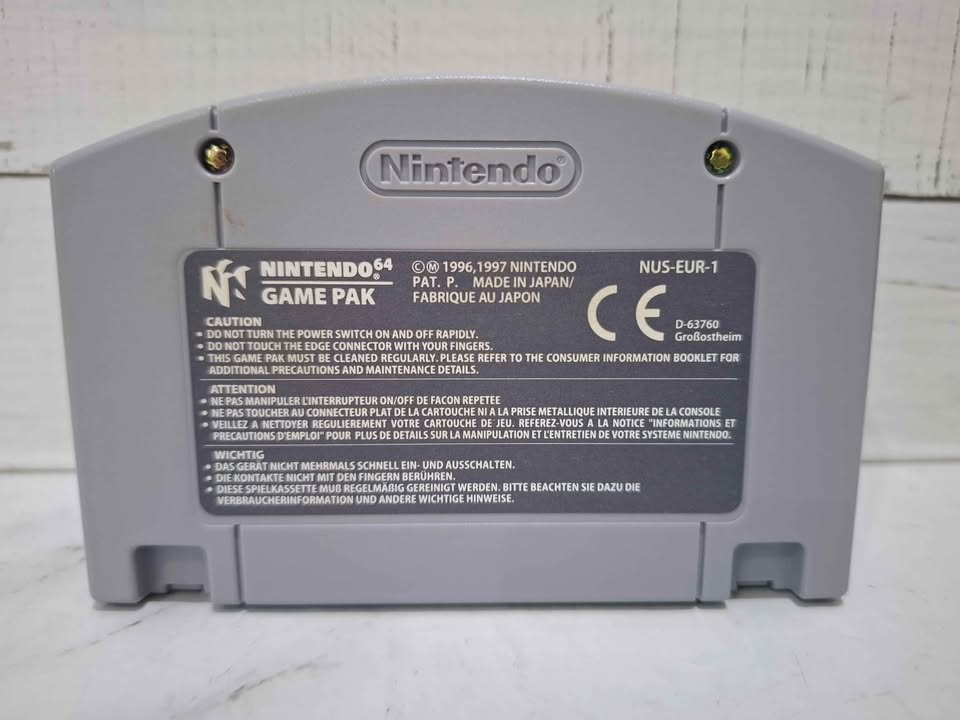 Nintendo®
NINTENDO®64
GAME PAK
©Ⓜ 1996,1997 NINTENDO
PAT. P. MADE IN JAPAN/
FABRIQUE AU JAPON
NUS-EUR-1
CE
D-63760
Großostheim
CAUTION
• DO NOT TURN THE POWER SWITCH ON AND OFF RAPIDLY.
• DO NOT TOUCH THE EDGE CONNECTOR WITH YOUR FINGERS.
• THIS GAME PAK MUST BE CLEANED REGULARLY. PLEASE REFER TO THE CONSUMER INFORMATION BOOKLET FOR
ADDITIONAL PRECAUTIONS AND MAINTENANCE DETAILS.
ATTENTION
• NE PAS MANIPULER L'INTERRUPTEUR ON/OFF DE FACON REPETEE
• NE PAS TOUCHER AU CONNECTEUR PLAT DE LA CARTOUCHE NI A LA PRISE METALLIQUE INTERIEURE DE LA CONSOLE
• VEILLEZ A NETTOYER REGULIEREMENT VOTRE CARTOUCHE DE JEU. REFEREZ-VOUS A LA NOTICE "INFORMATIONS ET
PRECAUTIONS D'EMPLOI" POUR PLUS DE DETAILS SUR LA MANIPULATION ET L'ENTRETIEN DE VOTRE SYSTEME NINTENDO.
WICHTIG
• DAS GERÄT NICHT MEHRMALS SCHNELL EIN- UND AUSSCHALTEN.
• DIE KONTAKTE NICHT MIT DEN FINGERN BERÜHREN.
• DIESE SPIELKASSETTE MUß REGELMÄßIG GEREINIGT WERDEN. BITTE BEACHTEN SIE DAZU DIE
VERBRAUCHERINFORMATION UND ANDERE WICHTIGE HINWEISE.